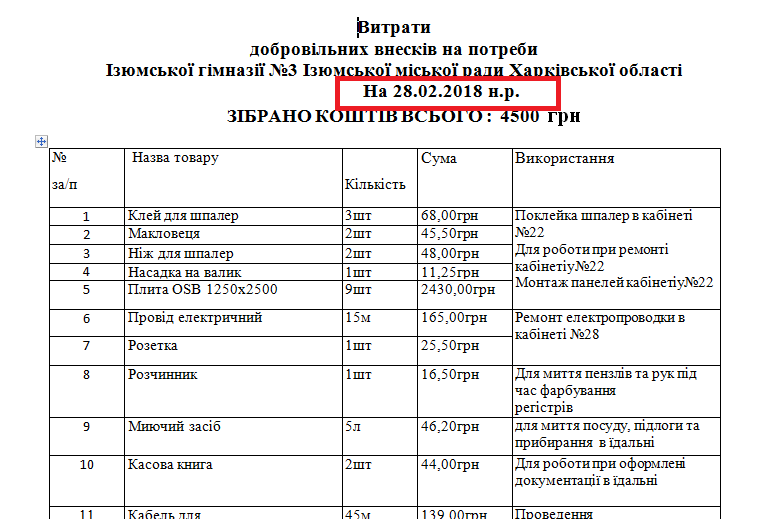 Витрати
добровільних внесків на потреби
Ізюмської гімназії №3 Ізюмської міської ради Харківської області
На 28.02.2018 н.р.
ЗІБРАНО КОШТІВ ВСЬОГО : 4500 грн
№ за/п Назва товару Кількість Сума Використання
1 Клей для шпалер 3шт 68,00грн Поклейка шпалер в кабінеті
2 Макловеця 2шт 45,50грн №22
3 Ніж для шпалер 2шт 48,00грн Для роботи при ремонті
4 Насадка на валик 1шт 11,25грн кабінетіу№22
5 Плита OSB 1250х2500 9шт 2430,00грн Монтаж панелей кабінетіу№22
6 Провід електричний 15м 165,00грн Ремонт електропроводки в
кабінеті №28
7 Розетка 1шт 25,50грн
8 Розчинник 1шт 16,50грн Для миття пензлів та рук під
час фарбування
регістрів
9 Миючий засіб 5л 46,20грн для миття посуду, підлоги та
прибирання в їдальні
10 Касова книга 2шт 44,00грн Для роботи при оформлені
документації в їдальні
11 Кабель для 45м 139,00грн Проведення